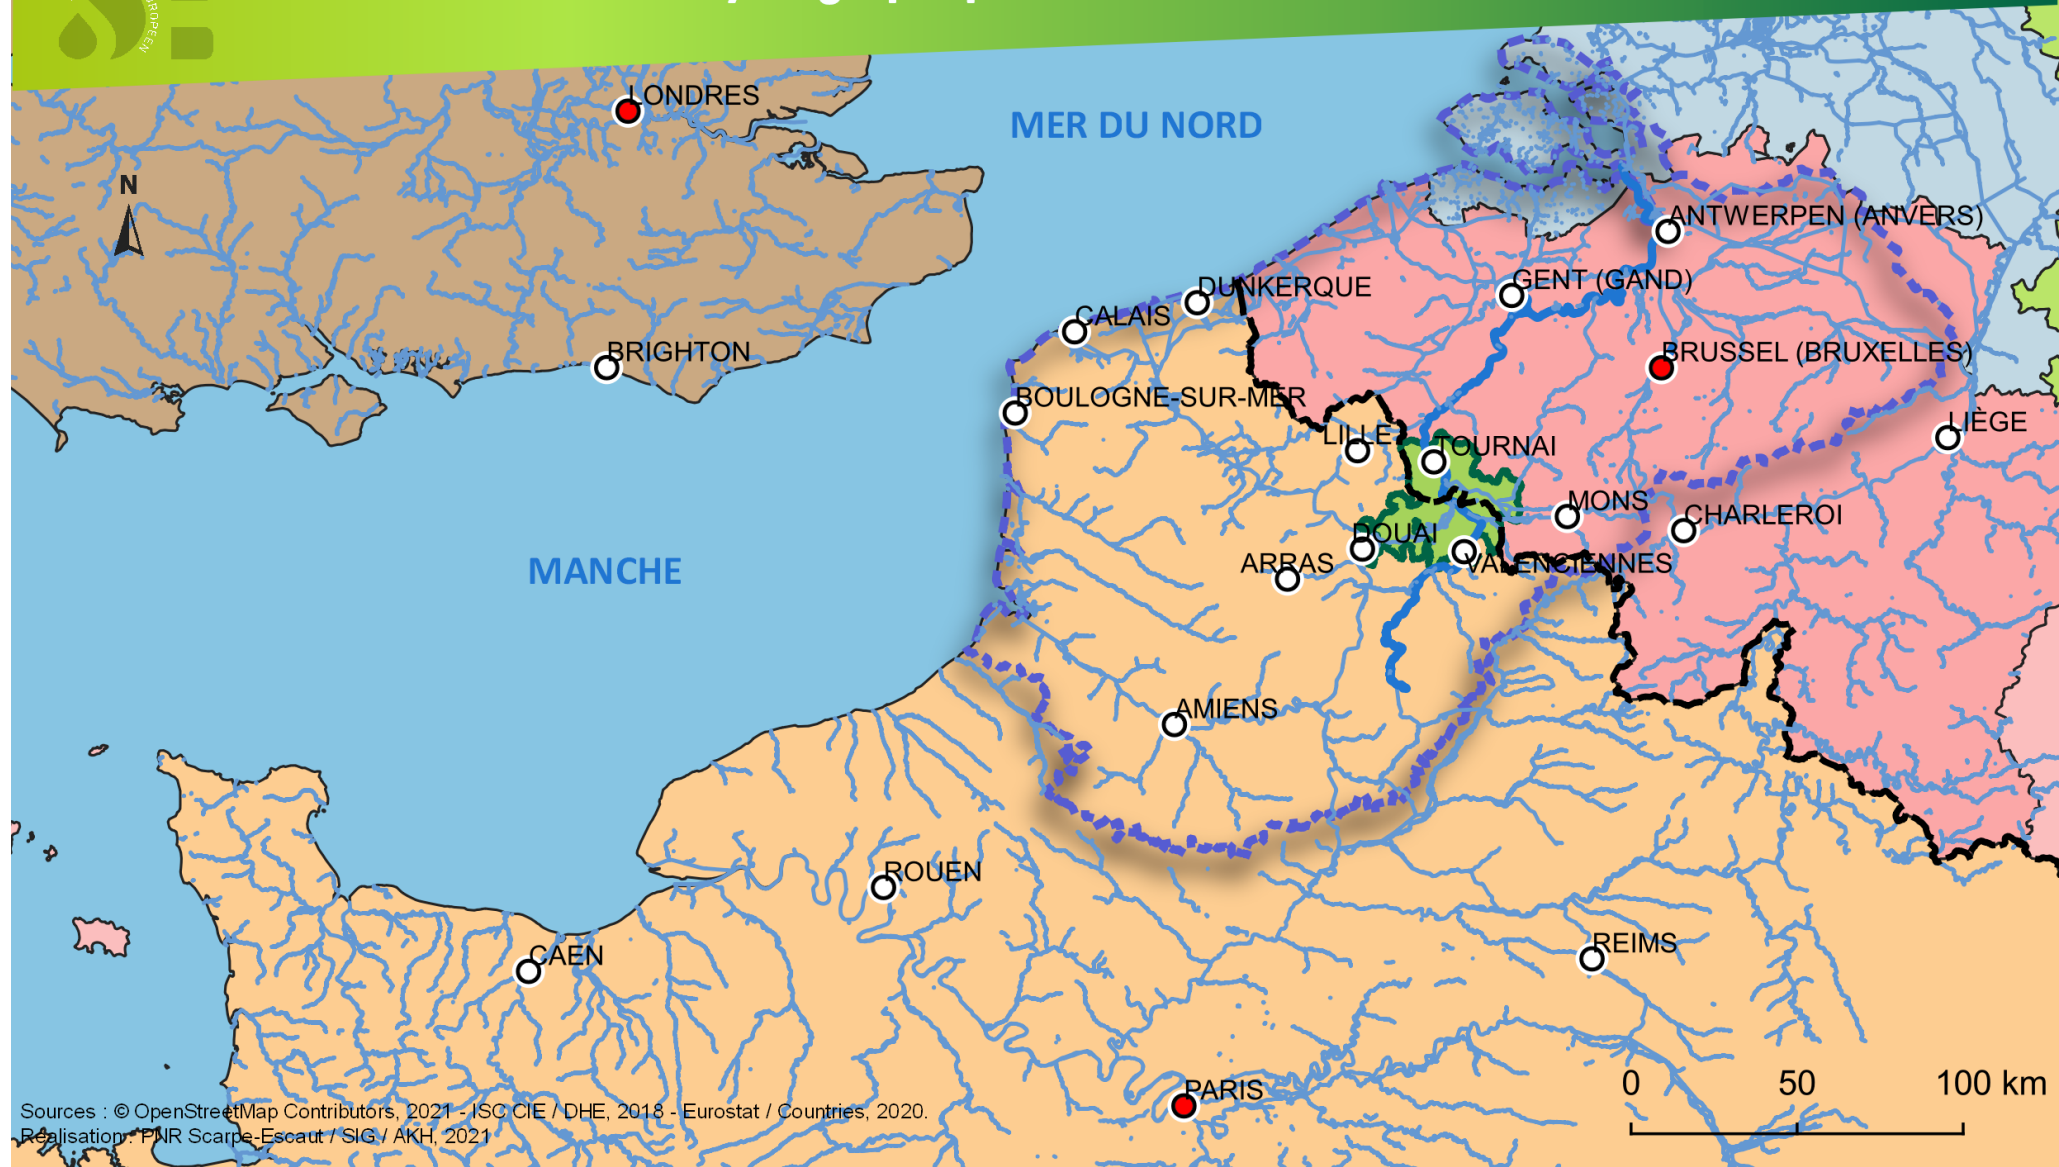 LONDRES
MER DU NORD
N
ANTWERPEN (ANVERS)
GENT (GAND)
DUNKERQUE
CALAIS
BRIGHTON
BRUSSEL (BRUXELLES)
BOULOGNE-SUR-MER
LIÈGE
LILLE
TOURNAI
MONS
CHARLEROI
DOUAI
ARRAS
VALENCIENNES
MANCHE
AMIENS
ROUEN
REIMS
CAEN
PARIS
0 50 100 km
Sources : © OpenStreetMap Contributors, 2021 - ISC CIE / DHE, 2018 - Eurostat / Countries, 2020.
Réalisation : PNR Scarpe-Escaut / SIG / AKH, 2021